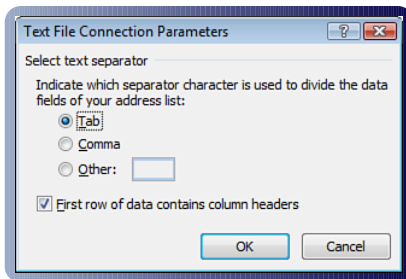 Text File Connection Parameters
Select text separator
Indicate which separator character is used to divide the data
fields of your address list:
Tab
Comma
Other:
First row of data contains column headers
OK Cancel